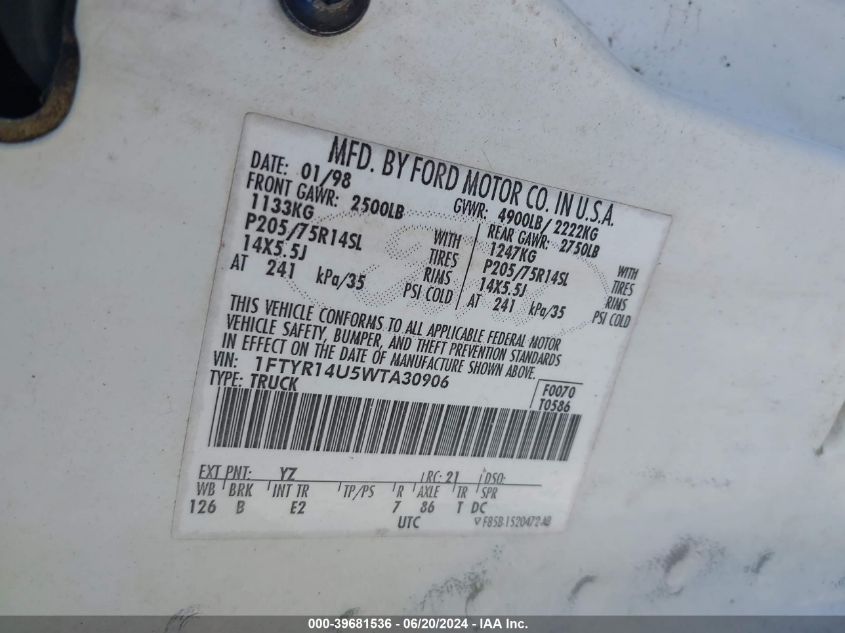 MFD. BY FORD MOTOR CO. IN U.S.A.
DATE: 01/98 GVWR: 4900LB/2222KG
FRONT GAWR: 2500LB REAR GAWR: 2750LB
1133KG WITH 1247KG WITH
P205/75R14SL TIRES P205/75R14SL TIRES
14X5.5J RIMS 14X5.5J RIMS
AT 241 kPa/35 PSI COLD AT 241 kPa/35 PSI COLD
THIS VEHICLE CONFORMS TO ALL APPLICABLE FEDERAL MOTOR
VEHICLE SAFETY, BUMPER, AND THEFT PREVENTION STANDARDS
IN EFFECT ON THE DATE OF MANUFACTURE SHOWN ABOVE.
VIN: 1FTYR14U5WTA30906
TYPE: TRUCK F0070
T0586
EXT PNT: YZ RC: 21 DSO:
WB BRK INT TR TP/PS R AXLE TR SPR
126 B E2 7 86 T DC
UTC F85B-1520472-AB
000-39681536 - 06/20/2024 - IAA Inc.